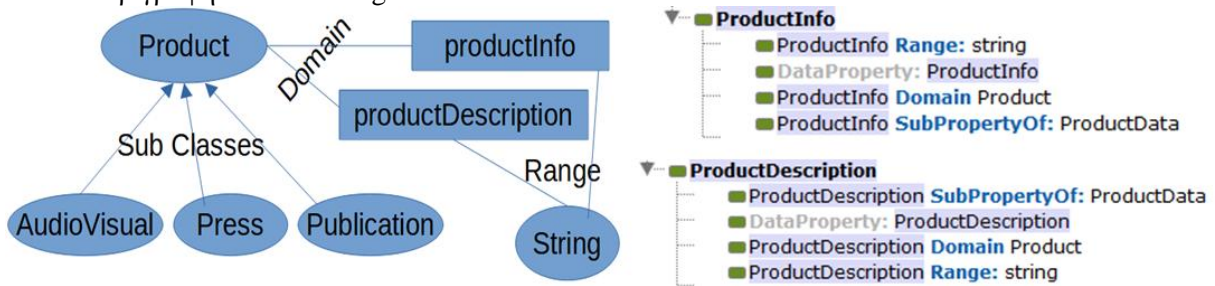 Product
Domain
productInfo
productDescription
Sub Classes
Range
AudioVisual
Press
Publication
String
ProductInfo
ProductInfo Range: string
DataProperty: ProductInfo
ProductInfo Domain Product
ProductInfo SubPropertyOf: ProductData
ProductDescription
ProductDescription SubPropertyOf: ProductData
DataProperty: ProductDescription
ProductDescription Domain Product
ProductDescription Range: string